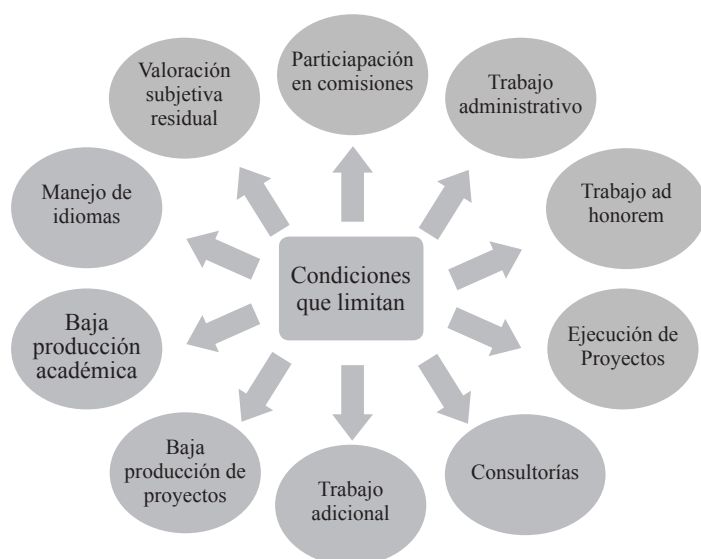 Condiciones
que limitan
Particiapación
en comisiones
Trabajo
administrativo
Trabajo ad
honorem
Ejecución de
Proyectos
Consultorías
Trabajo
adicional
Baja
producción de
proyectos
Baja
producción
académica
Manejo de
idiomas
Valoración
subjetiva
residual